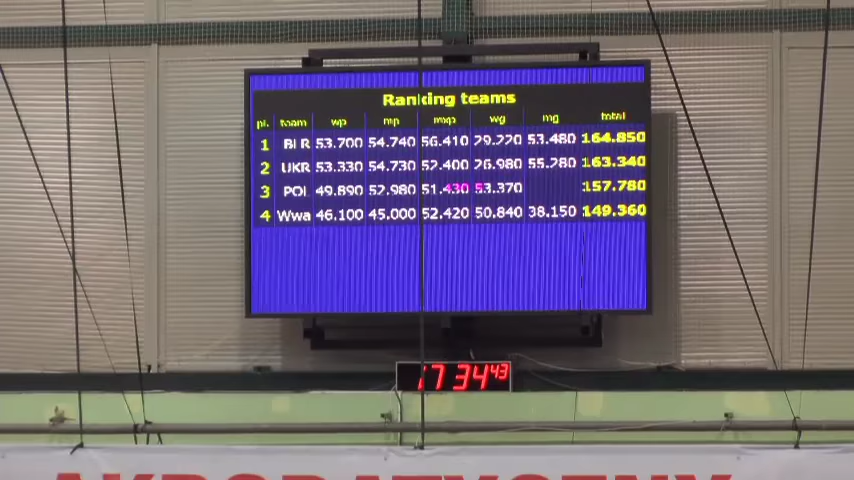 Ranking teams
pl. team wp mp mxp wg mg total
1 BLR 53.700 54.740 56.410 29.220 53.480 164.850
2 UKR 53.330 54.730 52.400 26.980 55.280 163.340
3 POL 49.890 52.980 51.430 53.370 157.780
4 Wwa 46.100 45.000 52.420 50.840 38.150 149.360
17 34 43
AKROBATYCZNY